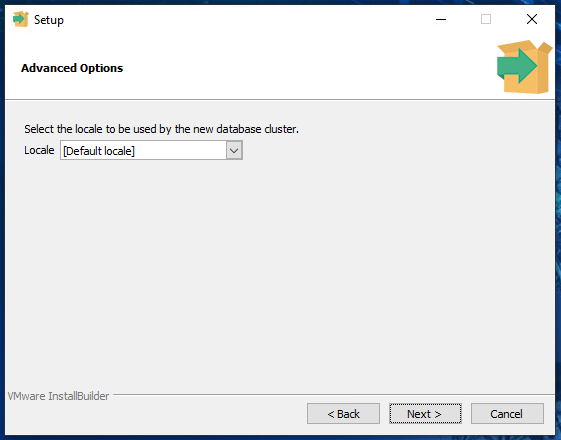 Setup
Advanced Options
Select the locale to be used by the new database cluster.
Locale [Default locale]
VMware InstallBuilder
< Back Next > Cancel